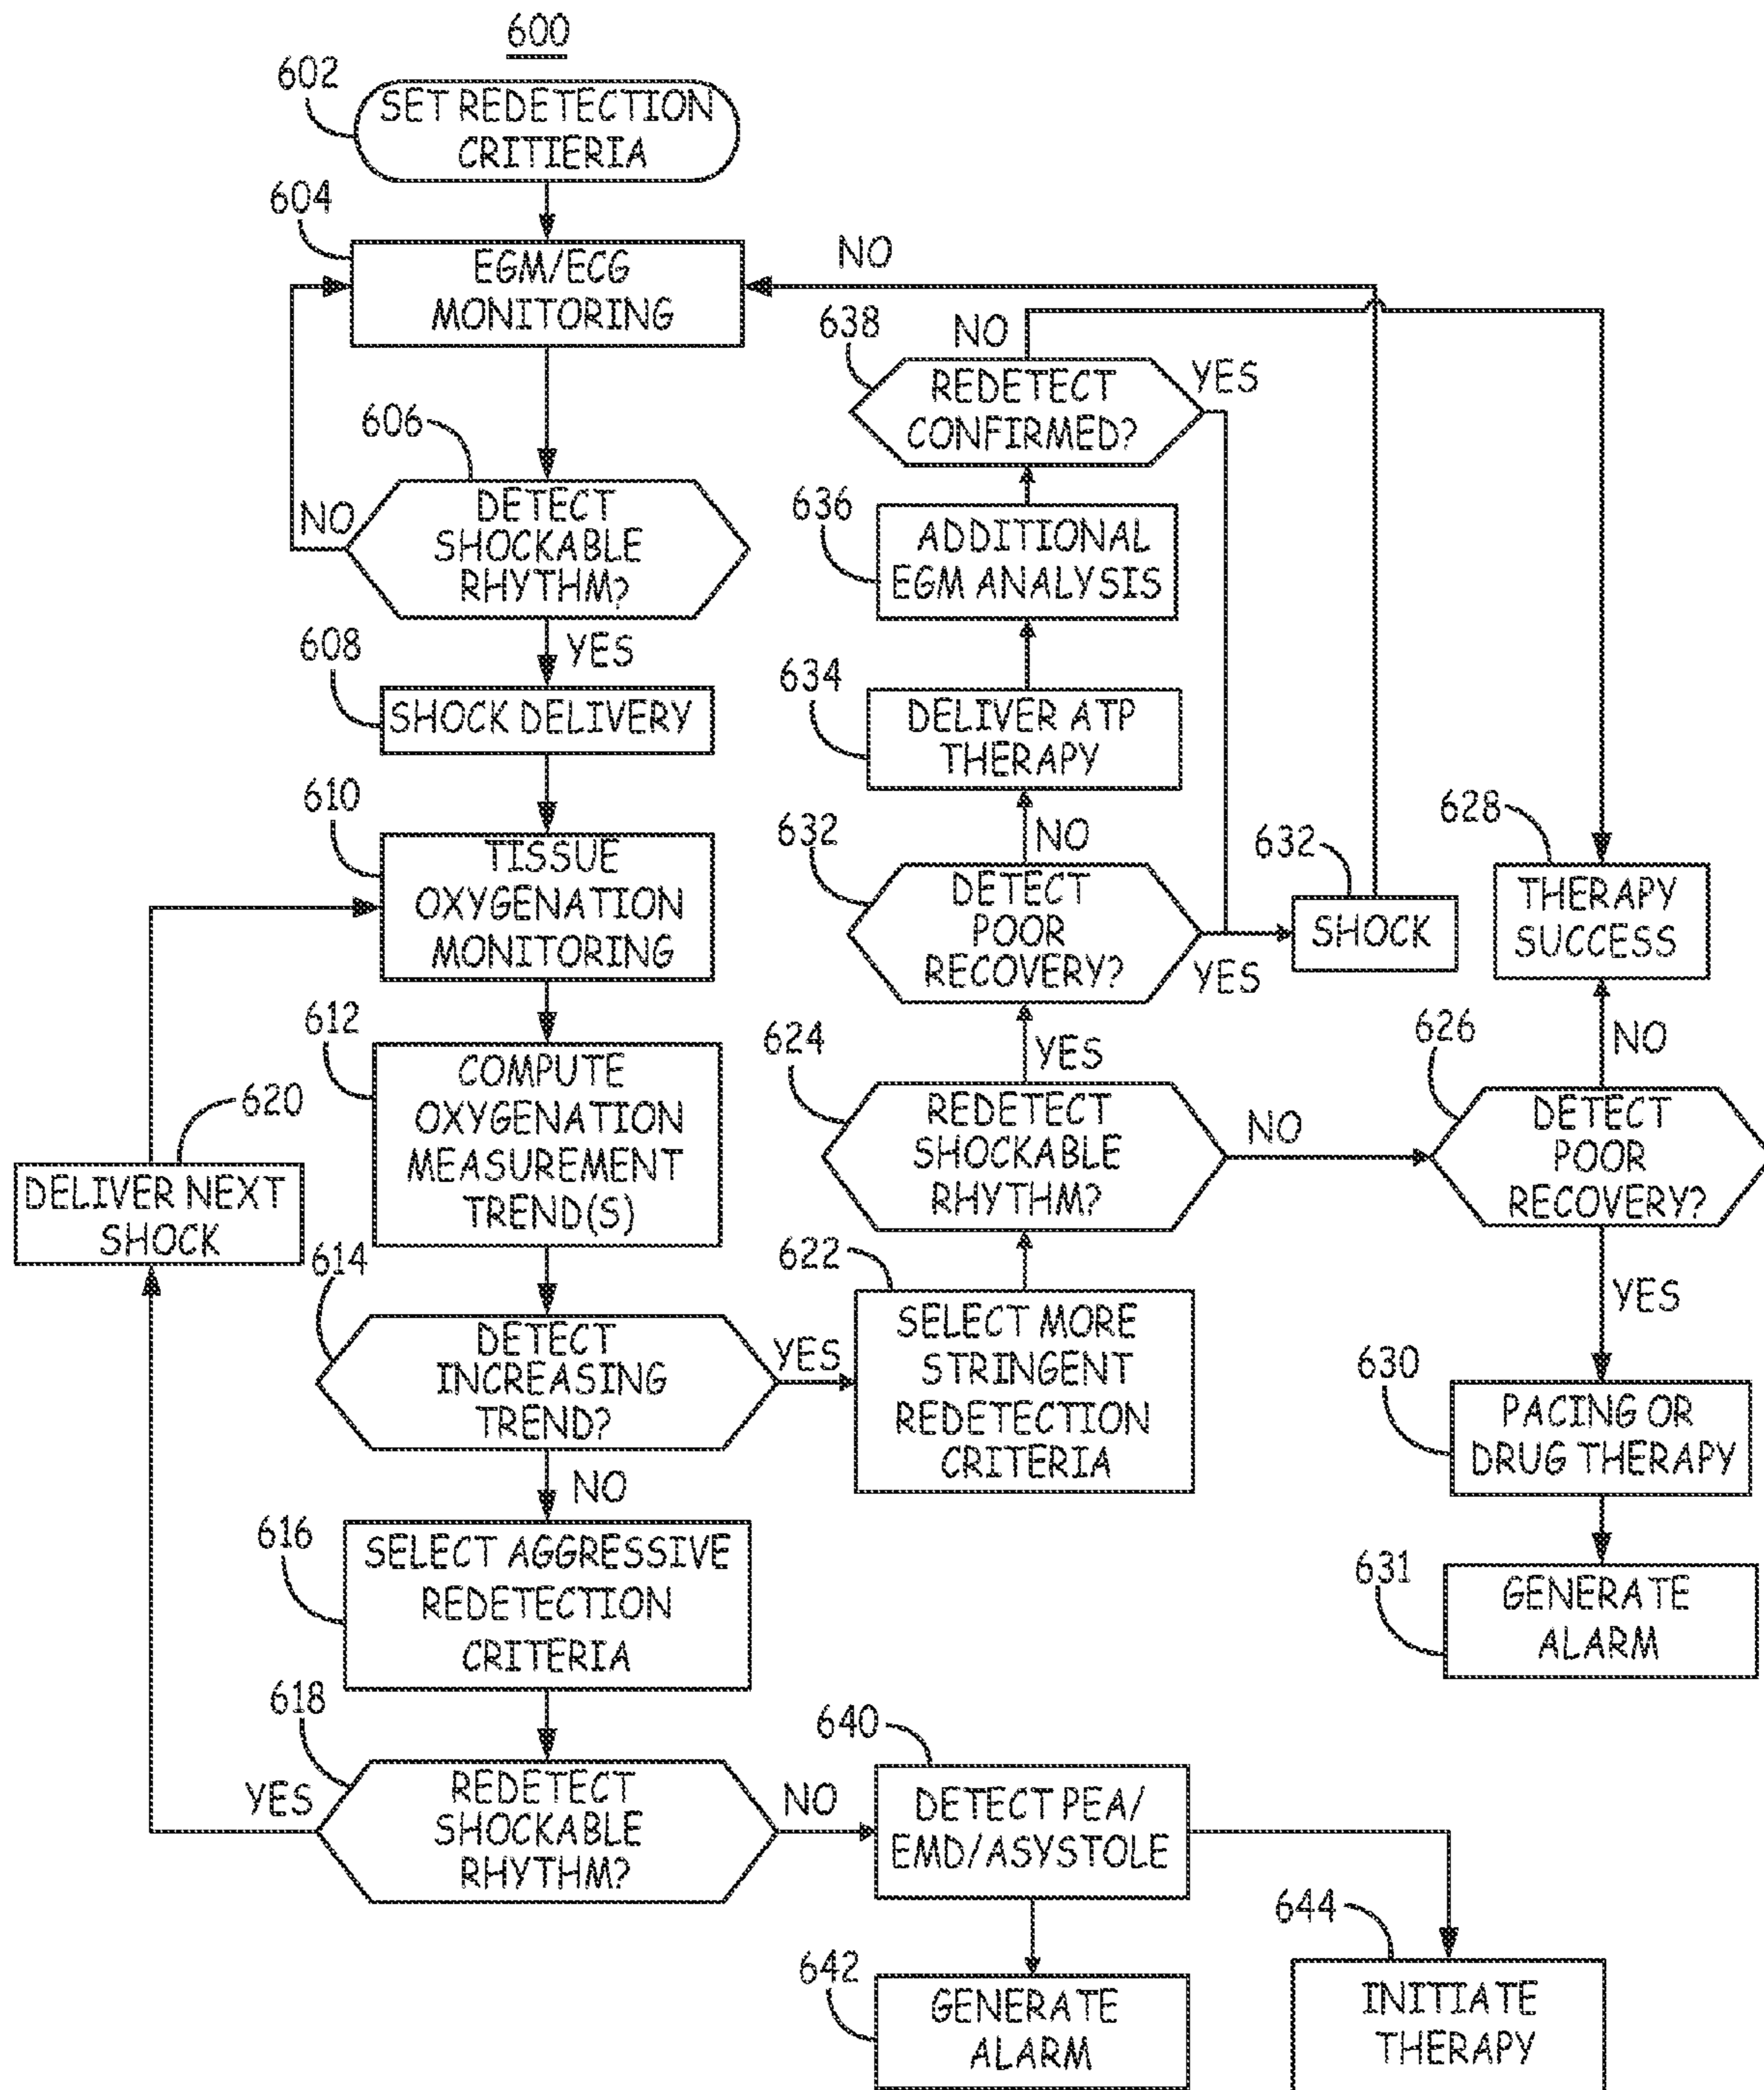 600
602
SET REDETECTION
CRITIERIA
604
EGM/ECG
MONITORING
NO
606
DETECT
SHOCKABLE
RHYTHM?
NO
YES
608
SHOCK DELIVERY
610
TISSUE
OXYGENATION
MONITORING
612
COMPUTE
OXYGENATION
MEASUREMENT
TREND(S)
620
DELIVER NEXT
SHOCK
614
DETECT
INCREASING
TREND?
YES
NO
616
SELECT AGGRESSIVE
REDETECTION
CRITERIA
618
REDETECT
SHOCKABLE
RHYTHM?
YES
NO
640
DETECT PEA/
EMD/ASYSTOLE
642
GENERATE
ALARM
644
INITIATE
THERAPY
622
SELECT MORE
STRINGENT
REDETECTION
CRITERIA
624
REDETECT
SHOCKABLE
RHYTHM?
YES
NO
632
DETECT
POOR
RECOVERY?
NO
YES
634
DELIVER ATP
THERAPY
636
ADDITIONAL
EGM ANALYSIS
638
REDETECT
CONFIRMED?
NO
YES
632
SHOCK
628
THERAPY
SUCCESS
626
DETECT
POOR
RECOVERY?
NO
YES
630
PACING OR
DRUG THERAPY
631
GENERATE
ALARM